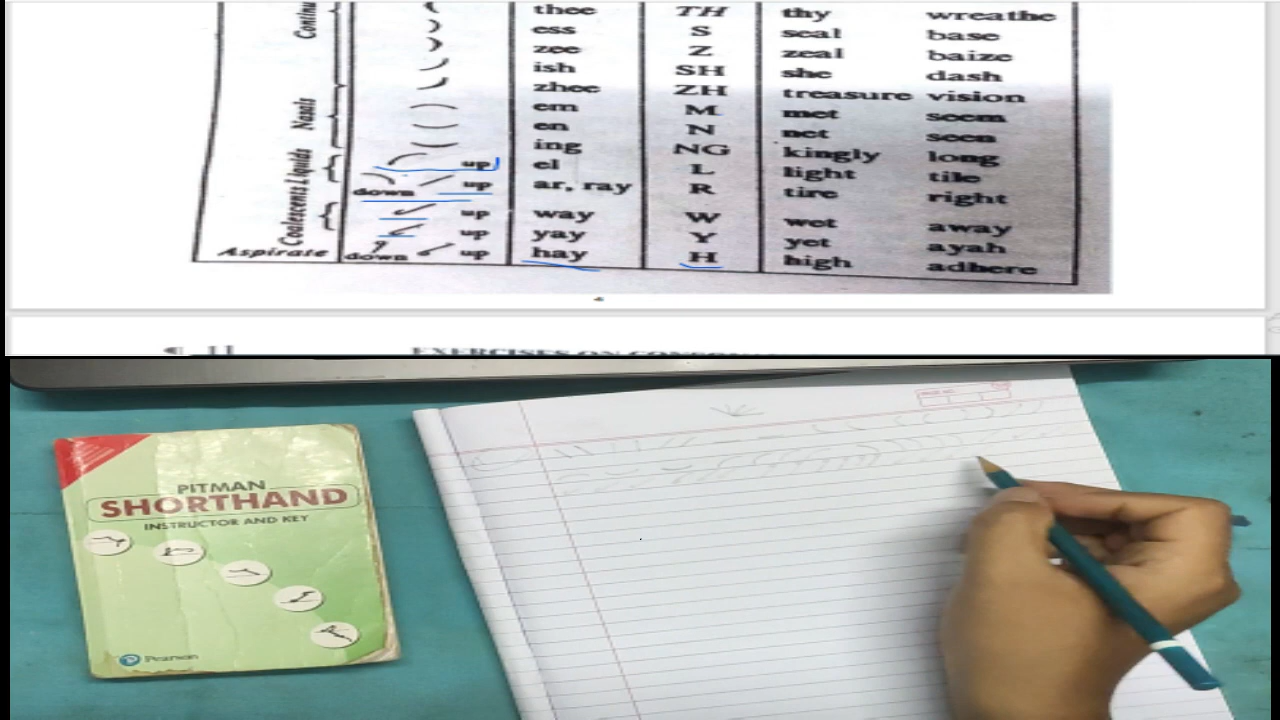 Continu
thee TH thy wreathe
ess S seal base
zee Z zeal baize
ish SH she dash
zhee ZH treasure vision
Nasals
em M met seem
en N net seen
ing NG kingly long
Liquids
up el L light tile
down up ar, ray R tire right
Coalescents
up way W wet away
up yay Y yet ayah
Aspirate down up hay H high adhere
¶ 11
PITMAN
SHORTHAND
INSTRUCTOR AND KEY
Pearson